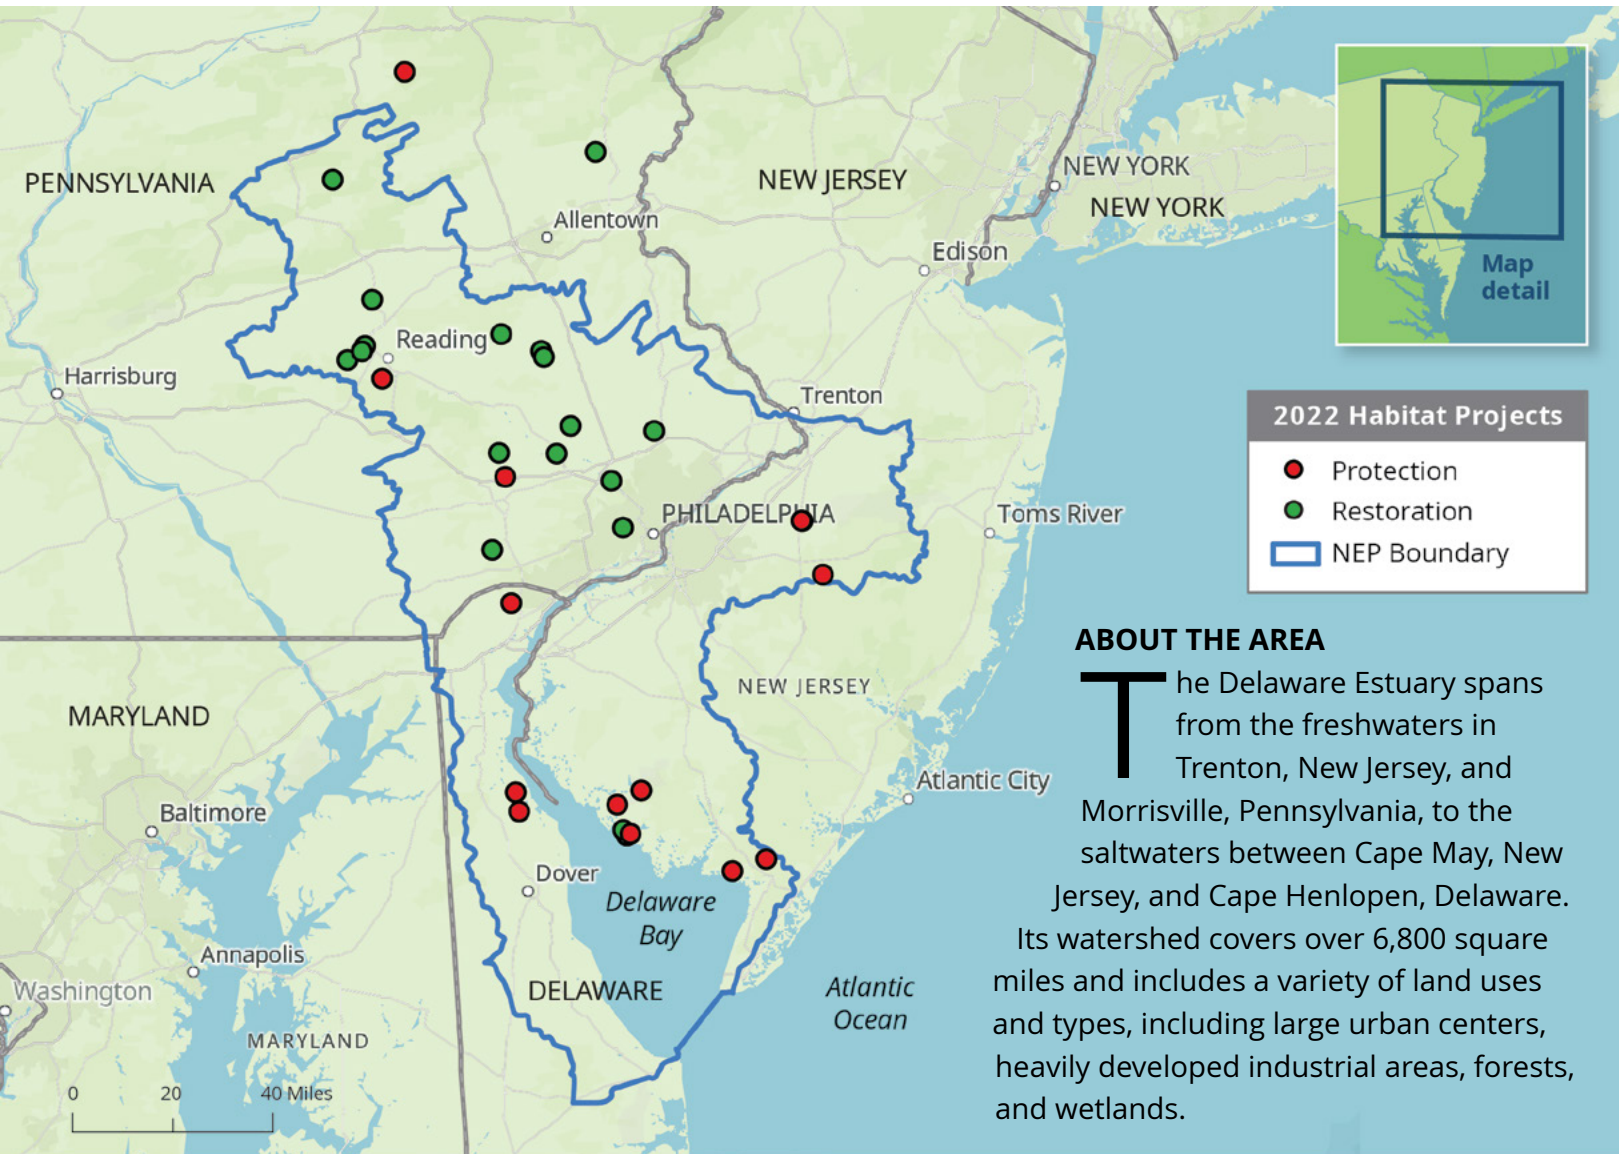 PENNSYLVANIA
NEW JERSEY
NEW YORK
NEW YORK
Allentown
Edison
Map
detail
Reading
Harrisburg
Trenton
2022 Habitat Projects
Protection
Restoration
NEP Boundary
PHILADELPHIA
Toms River
NEW JERSEY
MARYLAND
Atlantic City
Baltimore
Dover
Delaware
Bay
Annapolis
DELAWARE
Washington
Atlantic
Ocean
MARYLAND
0 20 40 Miles
ABOUT THE AREA
The Delaware Estuary spans
from the freshwaters in
Trenton, New Jersey, and
Morrisville, Pennsylvania, to the
saltwaters between Cape May, New
Jersey, and Cape Henlopen, Delaware.
Its watershed covers over 6,800 square
miles and includes a variety of land uses
and types, including large urban centers,
heavily developed industrial areas, forests,
and wetlands.